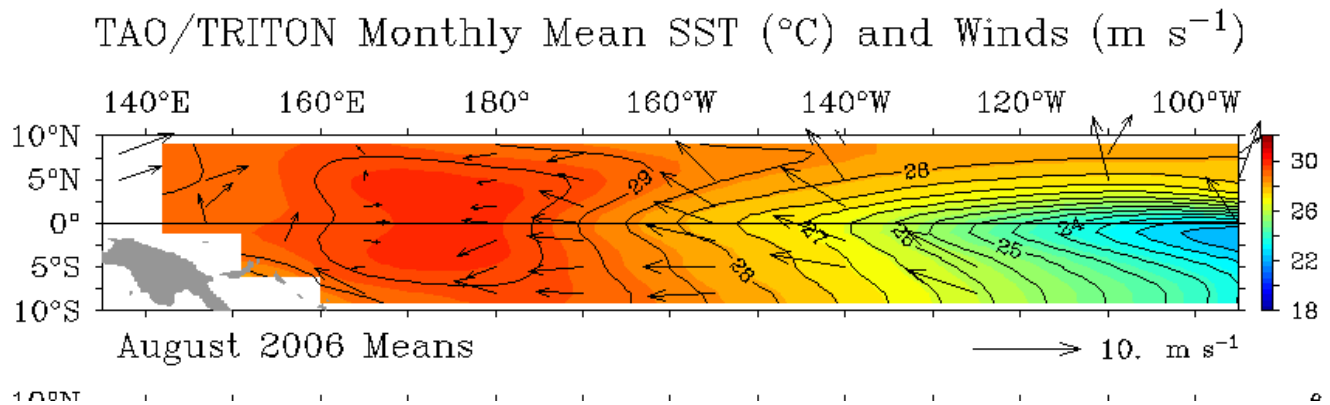 TAO/TRITON Monthly Mean SST (°C) and Winds (m s⁻¹)
140°E 160°E 180° 160°W 140°W 120°W 100°W
10°N
5°N
0°
5°S
10°S
29
28
28
27
26
25
24
30
26
22
18
August 2006 Means
10. m s⁻¹
10°N